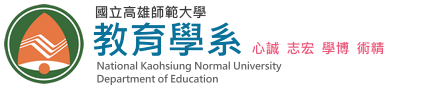 國立高雄師範大學
教育學系 心誠 志宏 學博 術精
National Kaohsiung Normal University
Department of Education